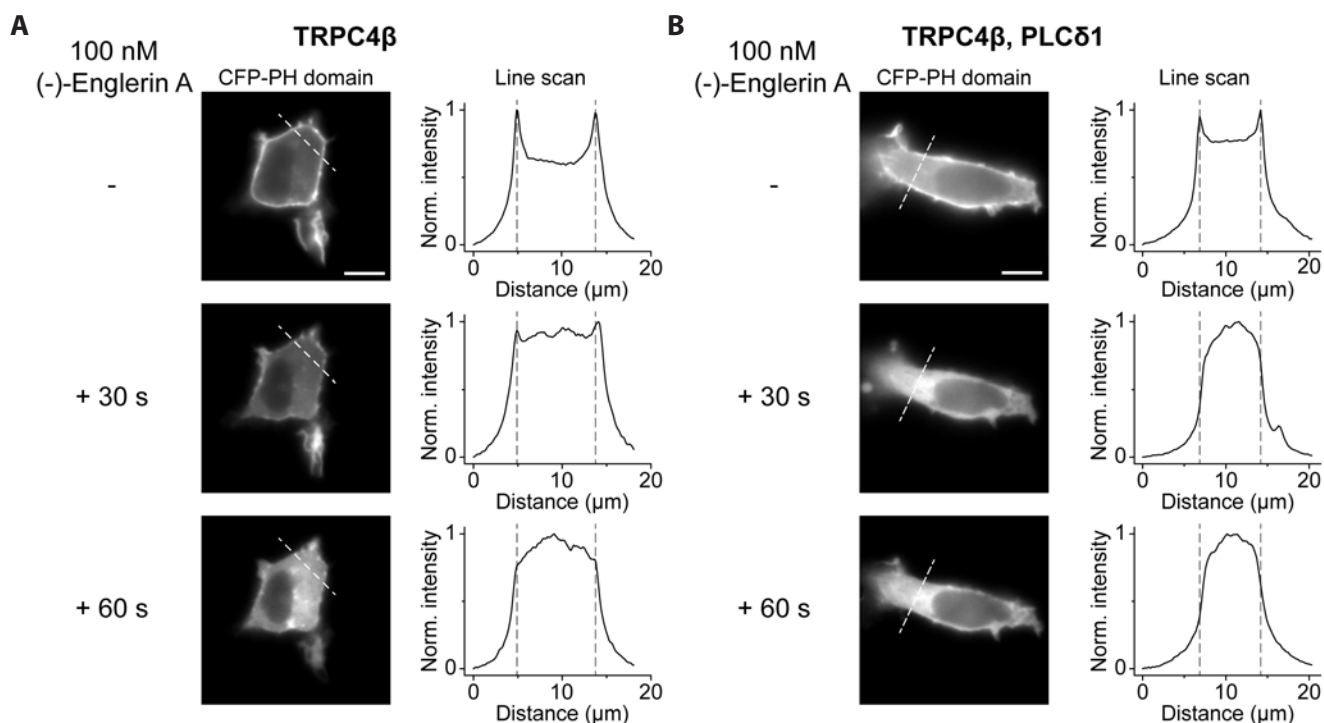 A
100 nM
(-)-Englerin A
TRPC4β
CFP-PH domain
Line scan
-
Norm. intensity
1
0
0 10 20
Distance (µm)
+ 30 s
Norm. intensity
1
0
0 10 20
Distance (µm)
+ 60 s
Norm. intensity
1
0
0 10 20
Distance (µm)
B
100 nM
(-)-Englerin A
TRPC4β, PLCδ1
CFP-PH domain
Line scan
-
Norm. intensity
1
0
0 10 20
Distance (µm)
+ 30 s
Norm. intensity
1
0
0 10 20
Distance (µm)
+ 60 s
Norm. intensity
1
0
0 10 20
Distance (µm)